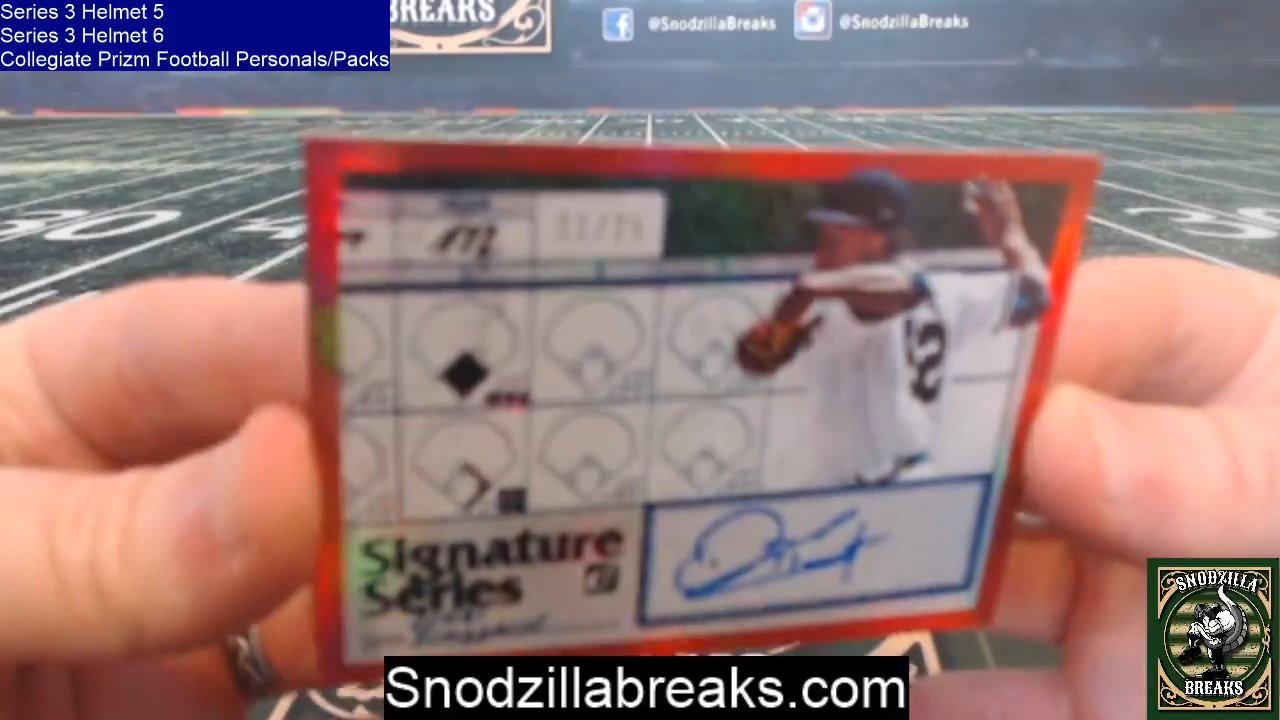 Series 3 Helmet 5
Series 3 Helmet 6
Collegiate Prizm Football Personals/Packs
BREAKS
@SnodzillaBreaks
@SnodzillaBreaks
30
m
Signature
Series
SNODZILLA
BREAKS
Snodzillabreaks.com